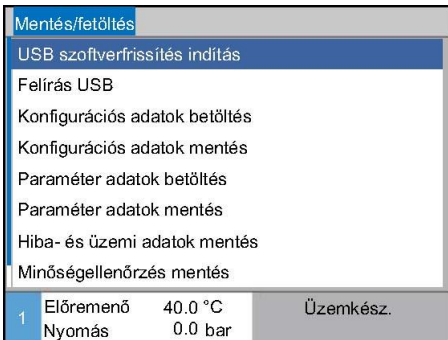 Mentés/fetöltés
USB szoftverfrissítés indítás
Felírás USB
Konfigurációs adatok betöltés
Konfigurációs adatok mentés
Paraméter adatok betöltés
Paraméter adatok mentés
Hiba- és üzemi adatok mentés
Minőségellenőrzés mentés
1 Előremenő 40.0 °C Üzemkész.
Nyomás 0.0 bar